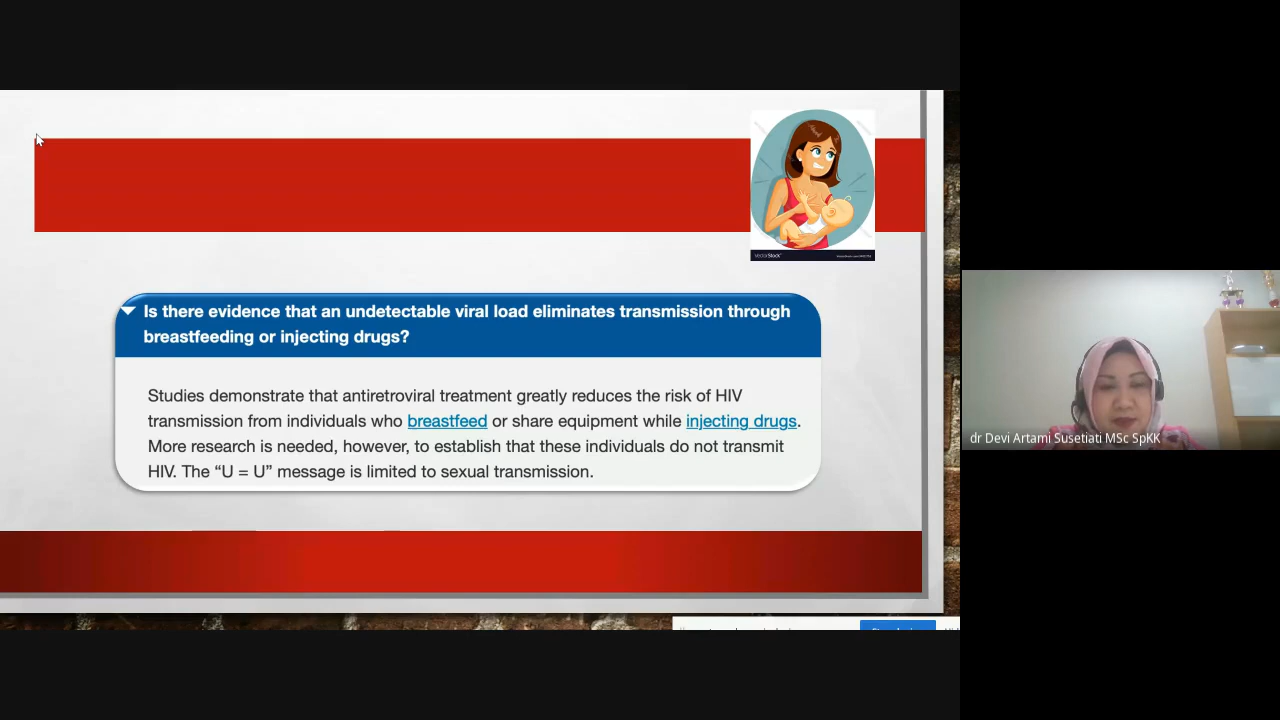 VectorStock
Is there evidence that an undetectable viral load eliminates transmission through
breastfeeding or injecting drugs?
Studies demonstrate that antiretroviral treatment greatly reduces the risk of HIV
transmission from individuals who breastfeed or share equipment while injecting drugs.
More research is needed, however, to establish that these individuals do not transmit
HIV. The “U = U” message is limited to sexual transmission.
dr Devi Artami Susetiati MSc SpKK